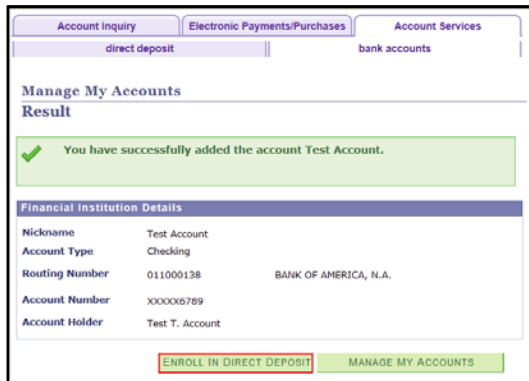 Account Inquiry Electronic Payments/Purchases Account Services
direct deposit bank accounts
Manage My Accounts
Result
You have successfully added the account Test Account.
Financial Institution Details
Nickname Test Account
Account Type Checking
Routing Number 011000138 BANK OF AMERICA, N.A.
Account Number XXXXX6789
Account Holder Test T. Account
ENROLL IN DIRECT DEPOSIT MANAGE MY ACCOUNTS